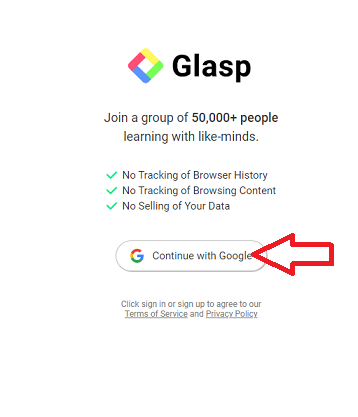 Glasp
Join a group of 50,000+ people
learning with like-minds.
No Tracking of Browser History
No Tracking of Browsing Content
No Selling of Your Data
Continue with Google
Click sign in or sign up to agree to our
Terms of Service and Privacy Policy